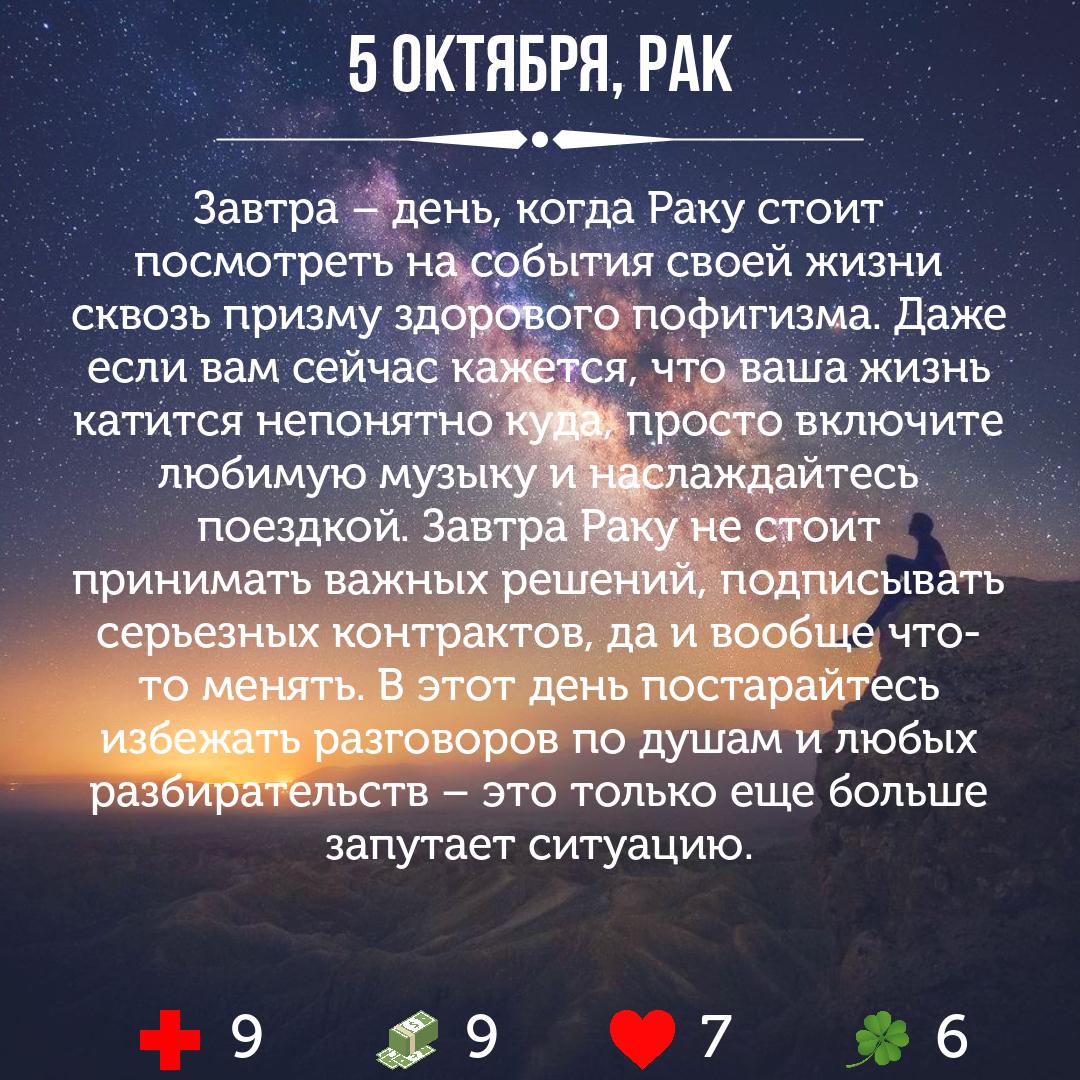 5 ОКТЯБРЯ, РАК
Завтра – день, когда Раку стоит
посмотреть на события своей жизни
сквозь призму здорового пофигизма. Даже
если вам сейчас кажется, что ваша жизнь
катится непонятно куда, просто включите
любимую музыку и наслаждайтесь
поездкой. Завтра Раку не стоит
принимать важных решений, подписывать
серьезных контрактов, да и вообще что-
то менять. В этот день постарайтесь
избежать разговоров по душам и любых
разбирательств – это только еще больше
запутает ситуацию.
9 9 7 6